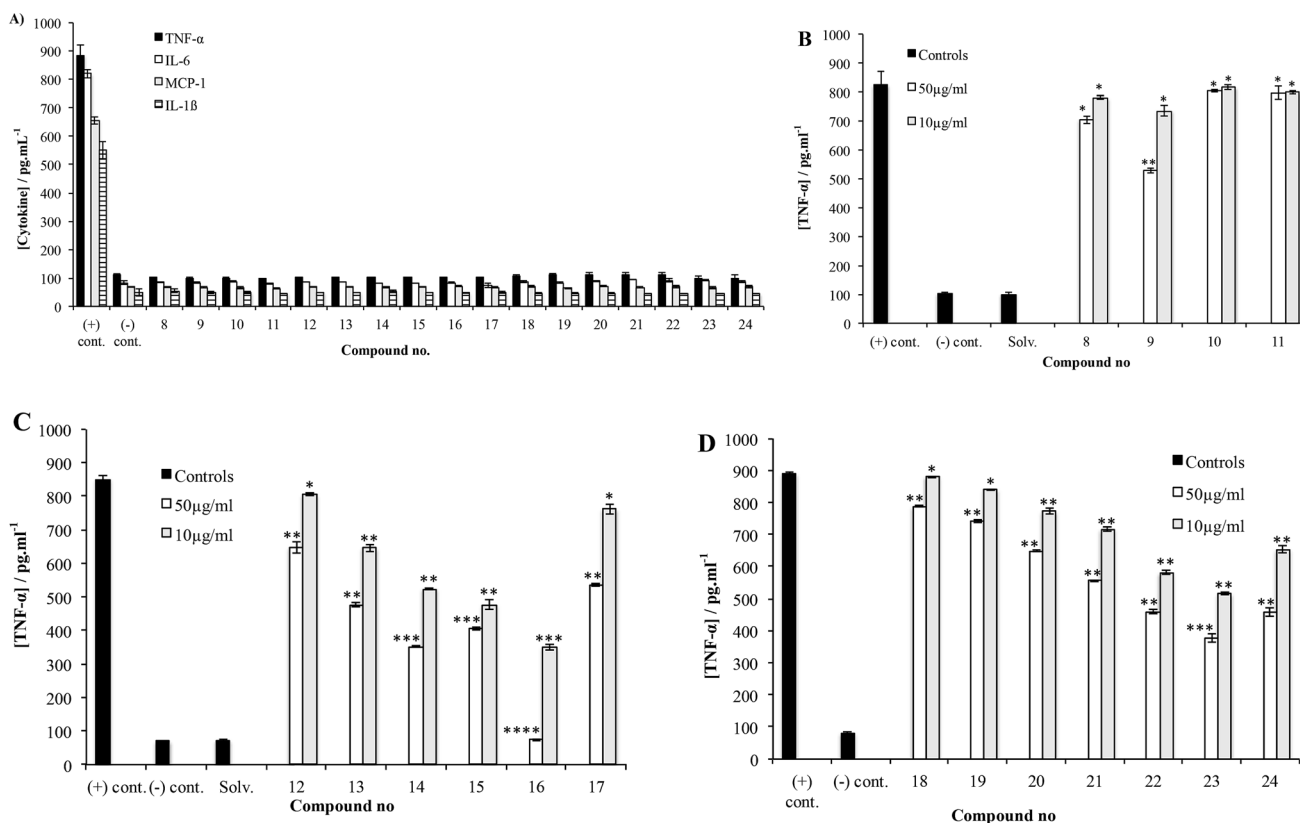 A)
1000
900
800
700
600
500
400
300
200
100
0
[Cytokine] / pg.mL⁻¹
TNF-α
IL-6
MCP-1
IL-1ß
(+) cont.
(-) cont.
8 9 10 11 12 13 14 15 16 17 18 19 20 21 22 23 24
Compound no.
B
1000
900
800
700
600
500
400
300
200
100
0
[TNF-α] / pg.ml⁻¹
Controls
50µg/ml
10µg/ml
* * ** * * * * *
(+) cont. (-) cont. Solv. 8 9 10 11
Compound no
C
1000
900
800
700
600
500
400
300
200
100
0
[TNF-α] / pg.ml⁻¹
Controls
50µg/ml
10µg/ml
** * ** ** *** ** *** ** **** *** ** *
(+) cont. (-) cont. Solv. 12 13 14 15 16 17
Compound no
D
1000
900
800
700
600
500
400
300
200
100
0
[TNF-α] / pg.ml⁻¹
Controls
50µg/ml
10µg/ml
** * ** * ** ** ** ** ** ** *** ** ** **
(+) cont.
(-) cont. 18 19 20 21 22 23 24
Compound no